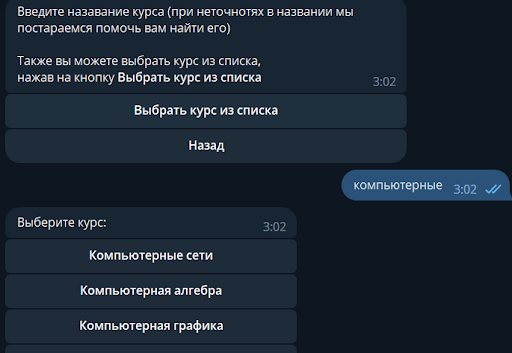 Введите назавание курса (при неточнотях в названии мы
постараемся помочь вам найти его)
Также вы можете выбрать курс из списка,
нажав на кнопку Выбрать курс из списка
3:02
Выбрать курс из списка
Назад
компьютерные 3:02
Выберите курс: 3:02
Компьютерные сети
Компьютерная алгебра
Компьютерная графика